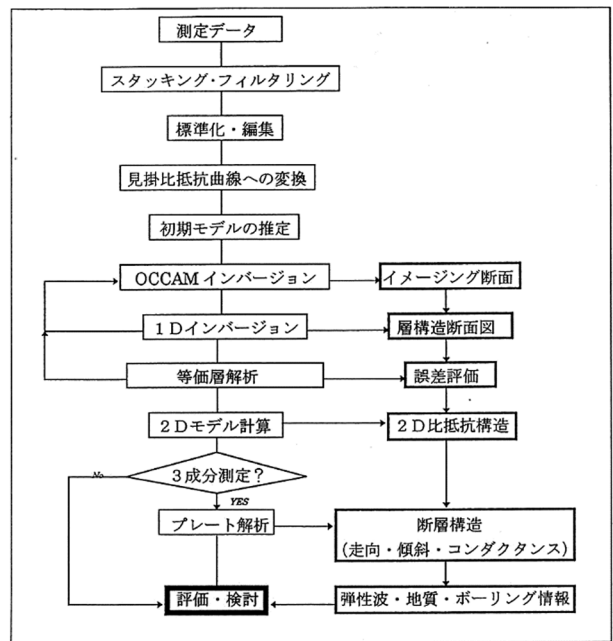 測定データ
スタッキング・フィルタリング
標準化・編集
見掛比抵抗曲線への変換
初期モデルの推定
OCCAMインバージョン
イメージング断面
１Dインバージョン
層構造断面図
等価層解析
誤差評価
２Dモデル計算
２D比抵抗構造
３成分測定？
No
YES
プレート解析
断層構造
(走向・傾斜・コンダクタンス)
評価・検討
弾性波・地質・ボーリング情報